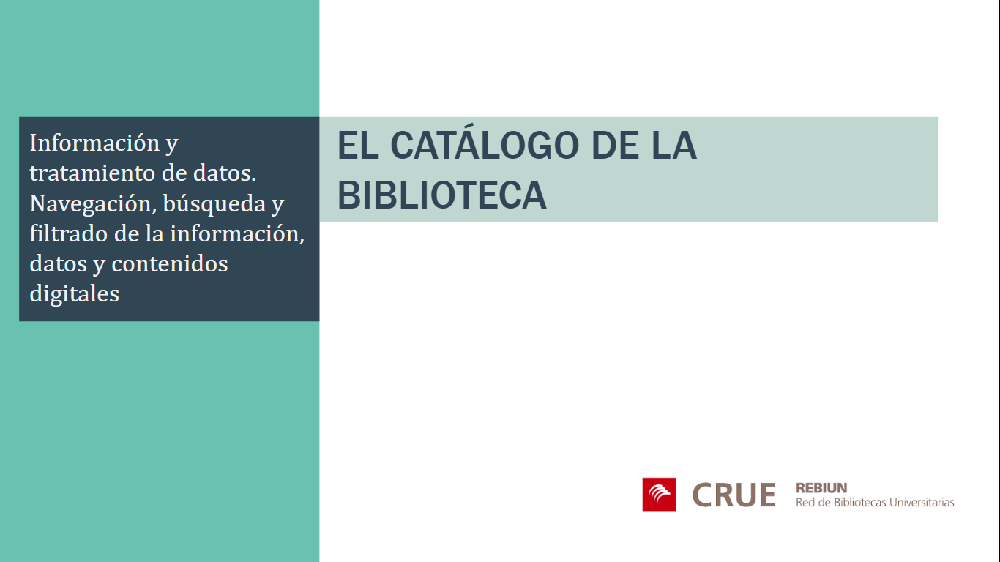 Información y
tratamiento de datos.
Navegación, búsqueda y
filtrado de la información,
datos y contenidos
digitales
EL CATÁLOGO DE LA
BIBLIOTECA
CRUE
REBIUN
Red de Bibliotecas Universitarias